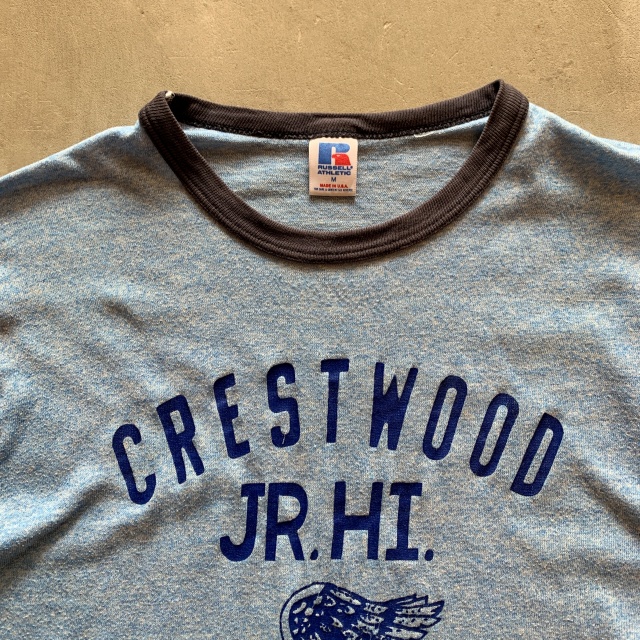 RUSSELL
ATHLETIC
M
MADE IN U.S.A.
CRESTWOOD
JR. HI.